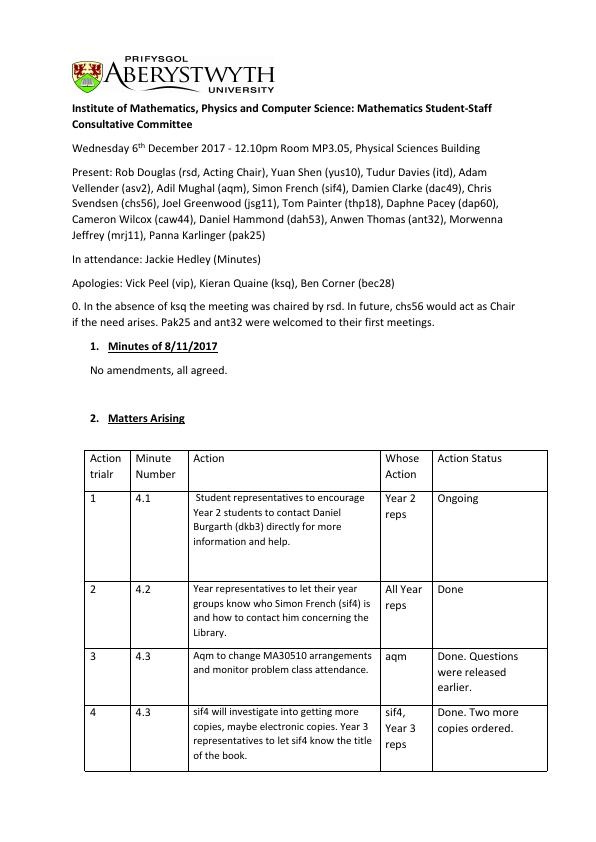 PRIFYSGOL
ABERYSTWYTH
UNIVERSITY
Institute of Mathematics, Physics and Computer Science: Mathematics Student-Staff
Consultative Committee
Wednesday 6th December 2017 - 12.10pm Room MP3.05, Physical Sciences Building
Present: Rob Douglas (rsd, Acting Chair), Yuan Shen (yus10), Tudur Davies (itd), Adam
Vellender (asv2), Adil Mughal (aqm), Simon French (sif4), Damien Clarke (dac49), Chris
Svendsen (chs56), Joel Greenwood (jsg11), Tom Painter (thp18), Daphne Pacey (dap60),
Cameron Wilcox (caw44), Daniel Hammond (dah53), Anwen Thomas (ant32), Morwenna
Jeffrey (mrj11), Panna Karlinger (pak25)
In attendance: Jackie Hedley (Minutes)
Apologies: Vick Peel (vip), Kieran Quaine (ksq), Ben Corner (bec28)
0. In the absence of ksq the meeting was chaired by rsd. In future, chs56 would act as Chair
if the need arises. Pak25 and ant32 were welcomed to their first meetings.
1. Minutes of 8/11/2017
No amendments, all agreed.
2. Matters Arising
Action
trialr
Minute
Number
Action
Whose
Action
Action Status
1
4.1
Student representatives to encourage
Year 2 students to contact Daniel
Burgarth (dkb3) directly for more
information and help.
Year 2
reps
Ongoing
2
4.2
Year representatives to let their year
groups know who Simon French (sif4) is
and how to contact him concerning the
Library.
All Year
reps
Done
3
4.3
Aqm to change MA30510 arrangements
and monitor problem class attendance.
aqm
Done. Questions
were released
earlier.
4
4.3
sif4 will investigate into getting more
copies, maybe electronic copies. Year 3
representatives to let sif4 know the title
of the book.
sif4,
Year 3
reps
Done. Two more
copies ordered.